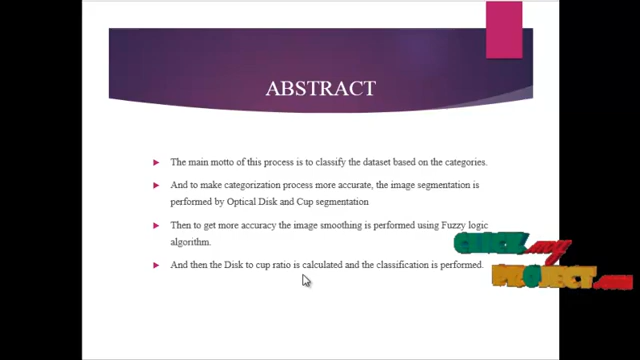 ABSTRACT
The main motto of this process is to classify the dataset based on the categories.
And to make categorization process more accurate, the image segmentation is
performed by Optical Disk and Cup segmentation
Then to get more accuracy the image smoothing is performed using Fuzzy logic
algorithm.
And then the Disk to cup ratio is calculated and the classification is performed.
CLICK my
PROJECT.com